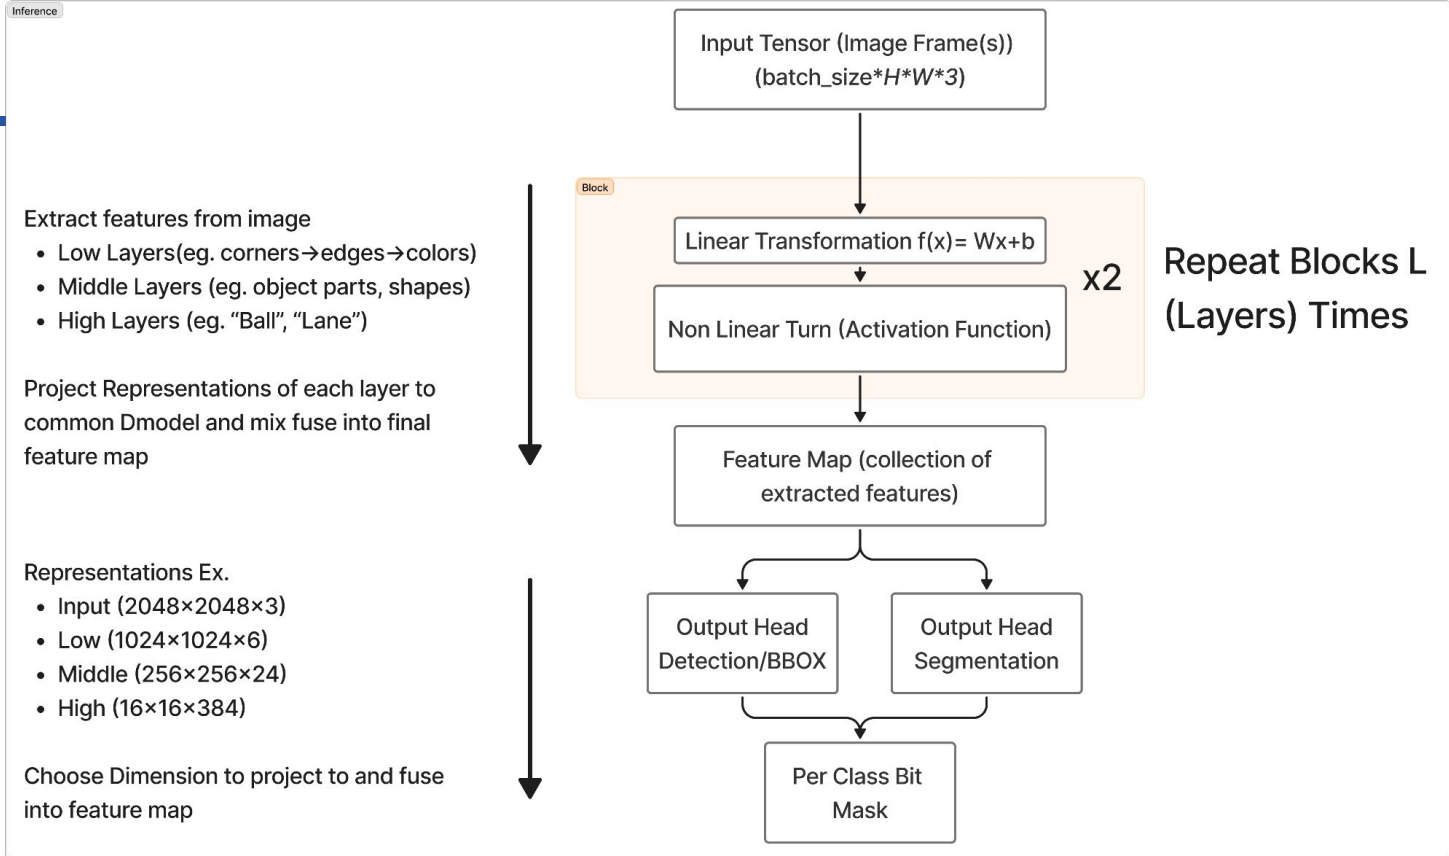 Inference
Input Tensor (Image Frame(s))
(batch_size*H*W*3)
Block
Linear Transformation f(x)= Wx+b
Non Linear Turn (Activation Function)
x2
Repeat Blocks L
(Layers) Times
Extract features from image
• Low Layers(eg. corners→edges→colors)
• Middle Layers (eg. object parts, shapes)
• High Layers (eg. “Ball”, “Lane”)
Project Representations of each layer to
common Dmodel and mix fuse into final
feature map
Feature Map (collection of
extracted features)
Representations Ex.
• Input (2048×2048×3)
• Low (1024×1024×6)
• Middle (256×256×24)
• High (16×16×384)
Choose Dimension to project to and fuse
into feature map
Output Head
Detection/BBOX
Output Head
Segmentation
Per Class Bit
Mask